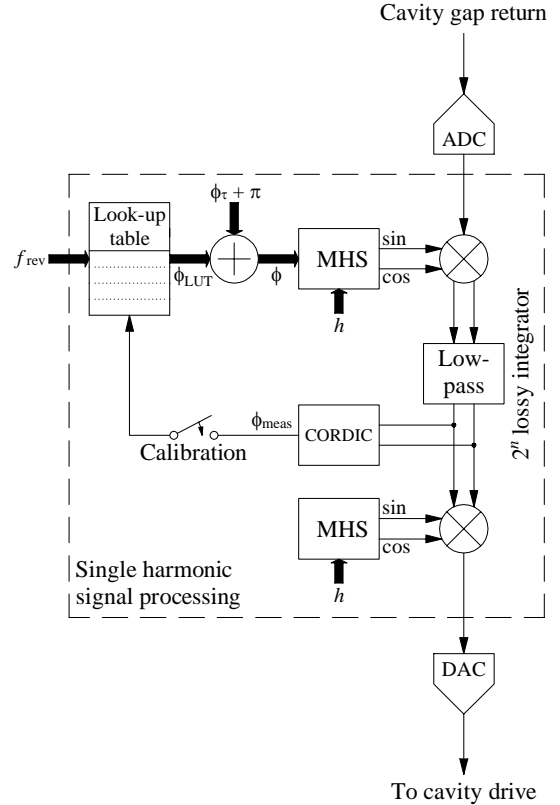 Cavity gap return
ADC
ϕτ + π
Look-up
table
f rev
ϕLUT
ϕ
MHS
sin
cos
h
Low-
pass
2ⁿ lossy integrator
ϕmeas
CORDIC
Calibration
MHS
sin
cos
h
Single harmonic
signal processing
DAC
To cavity drive